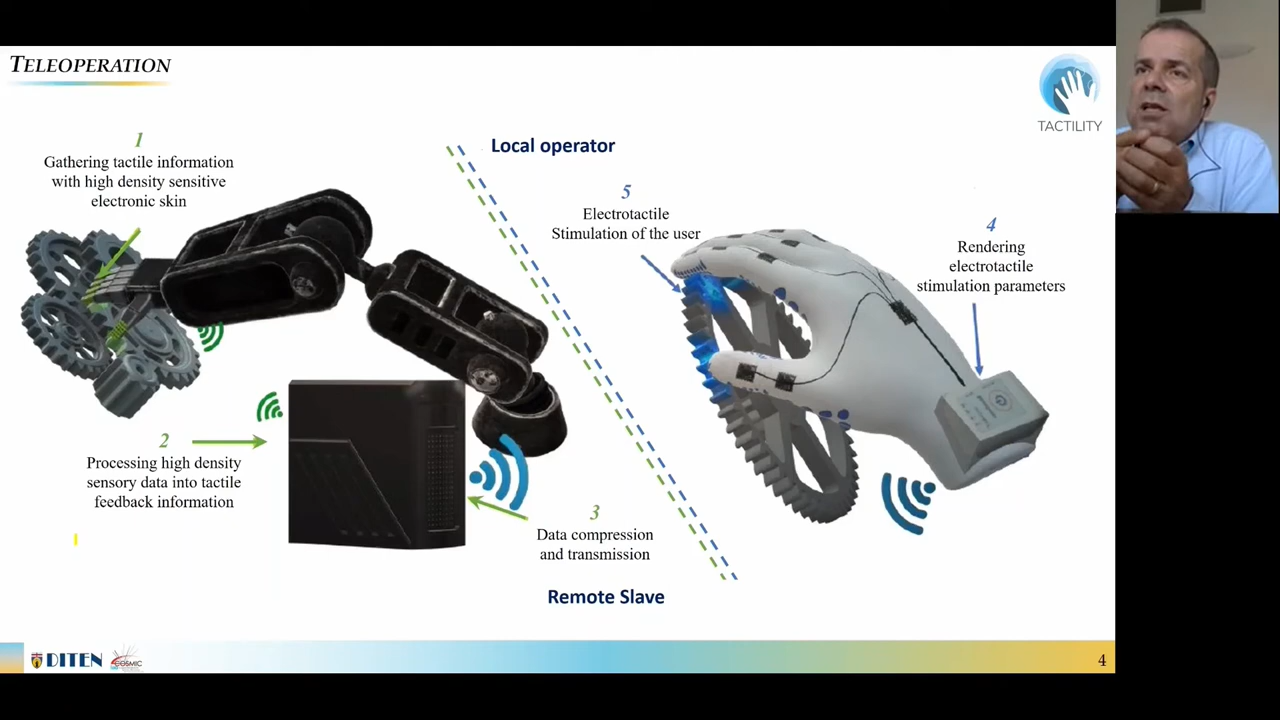 TELEOPERATION
TACTILITY
1
Gathering tactile information
with high density sensitive
electronic skin
Local operator
5
Electrotactile
Stimulation of the user
4
Rendering
electrotactile
stimulation parameters
2
Processing high density
sensory data into tactile
feedback information
3
Data compression
and transmission
Remote Slave
DITEN
COSMIC
4